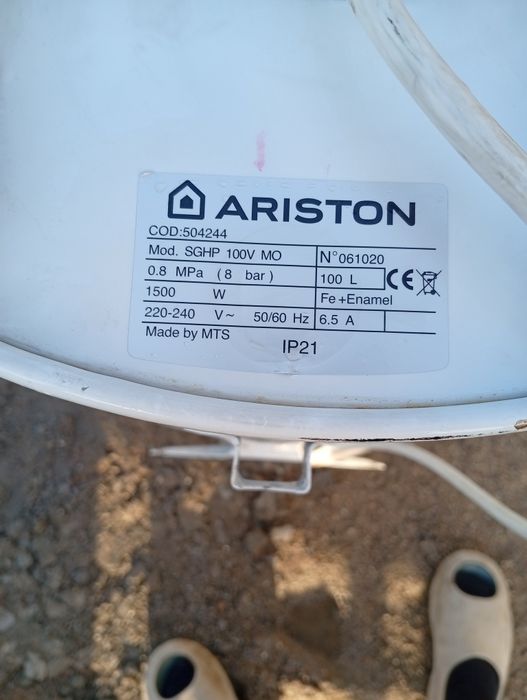 ARISTON
COD:504244
Mod. SGHP 100V MO N°061020
0.8 MPa (8 bar) 100 L CE
1500 W Fe+Enamel
220-240 V~ 50/60 Hz 6.5 A
Made by MTS
IP21